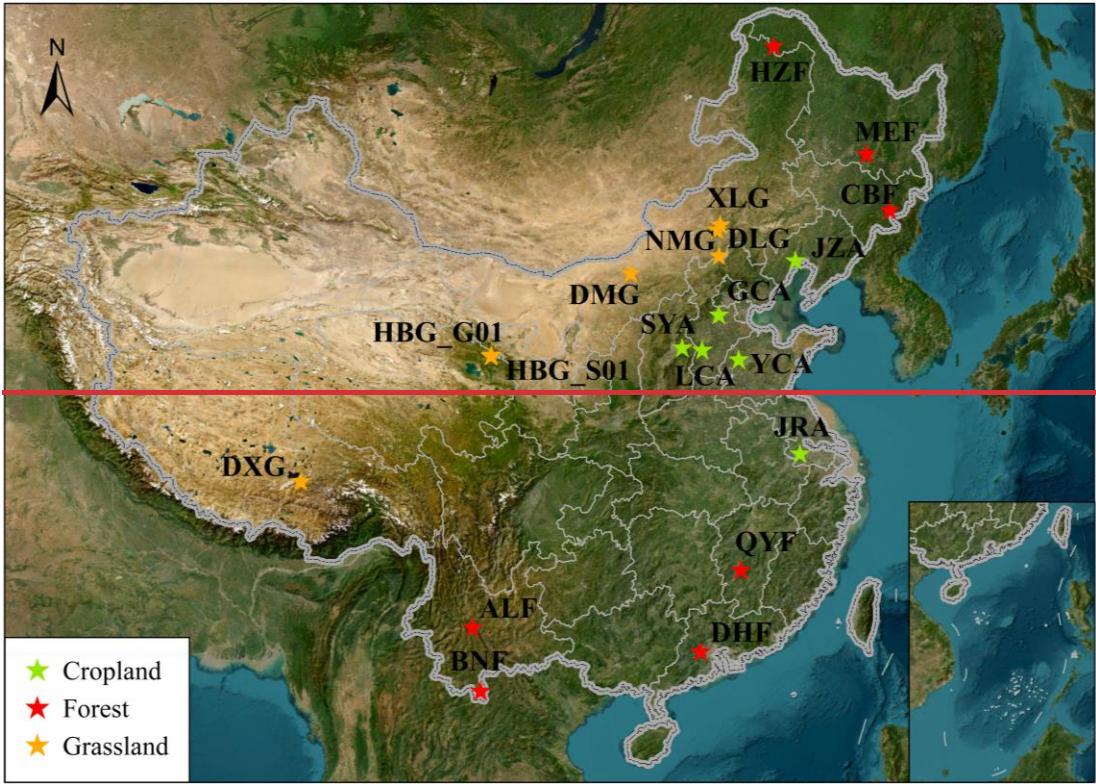 N
HZF
MEF
CBF
XLG
NMG
DLG
JZA
DMG
GCA
SYA
HBG_G01
HBG_S01
LCA
YCA
JRA
DXG
QYF
ALF
DHF
BNF
Cropland
Forest
Grassland